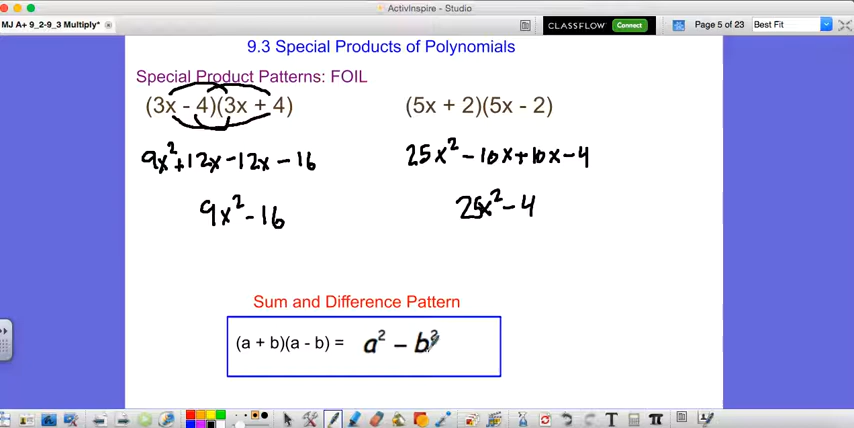 ActivInspire - Studio
MJ A+ 9_2-9_3 Multiply*
CLASSFLOW Connect
Page 5 of 23
Best Fit
9.3 Special Products of Polynomials
Special Product Patterns: FOIL
(3x - 4)(3x + 4)
(5x + 2)(5x - 2)
9x² + 12x - 12x - 16
25x² - 10x + 10x - 4
9x² - 16
25x² - 4
Sum and Difference Pattern
(a + b)(a - b) = a² - b²